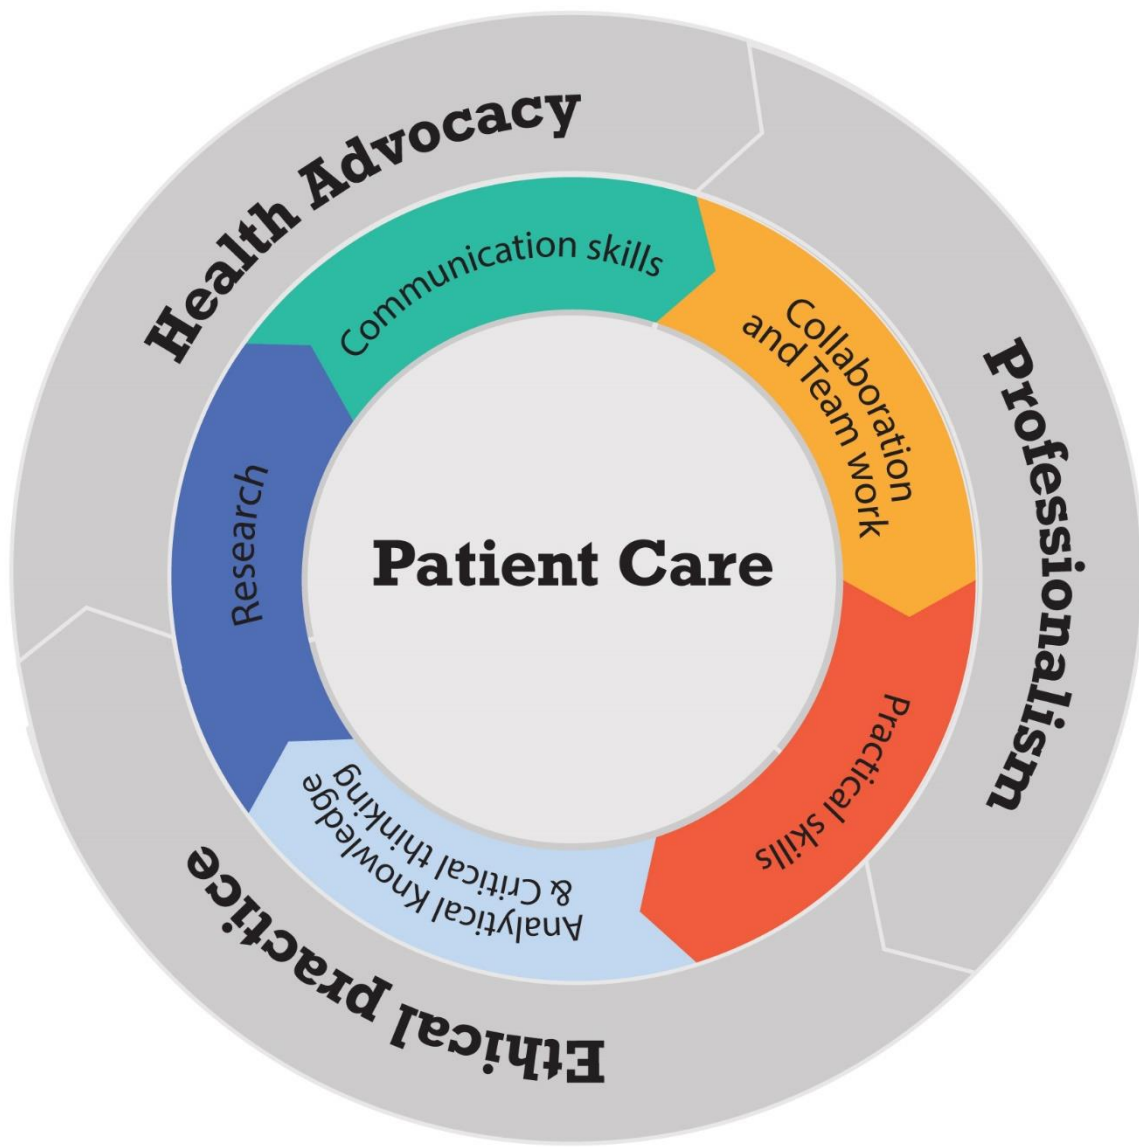 Health Advocacy
Professionalism
Ethical practice
Communication skills
Collaboration
and Team work
Practical skills
Analytical Knowledge
& Critical thinking
Research
Patient Care